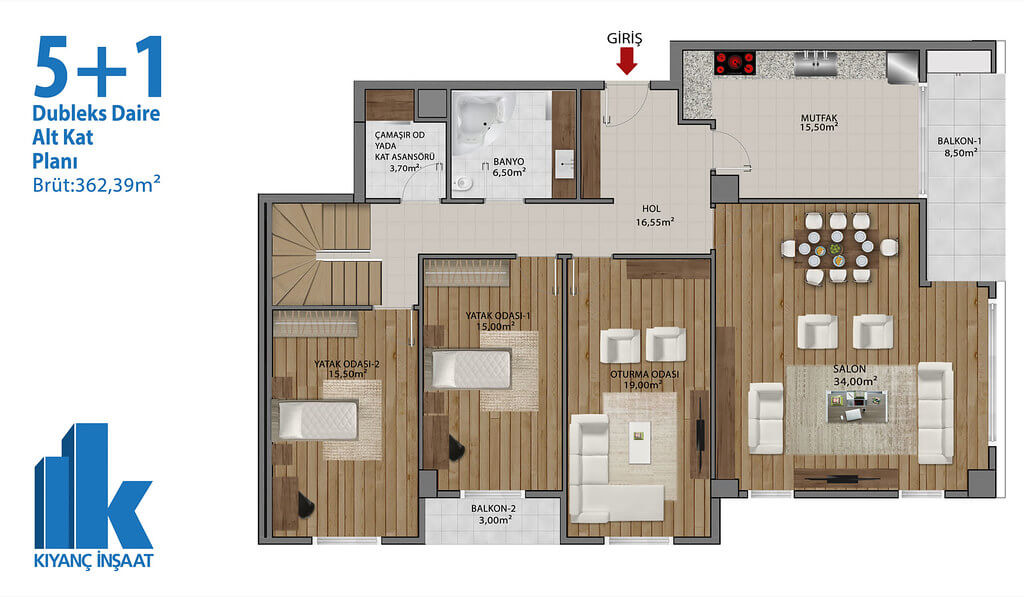 5+1
Dubleks Daire
Alt Kat
Planı
Brüt:362,39m²
GİRİŞ
ÇAMAŞIR OD
YADA
KAT ASANSÖRÜ
3,70m²
BANYO
6,50m²
MUTFAK
15,50m²
BALKON-1
8,50m²
HOL
16,55m²
YATAK ODASI-1
15,00m²
YATAK ODASI-2
15,50m²
OTURMA ODASI
19,00m²
SALON
34,00m²
BALKON-2
3,00m²
k
KIYANÇ İNŞAAT